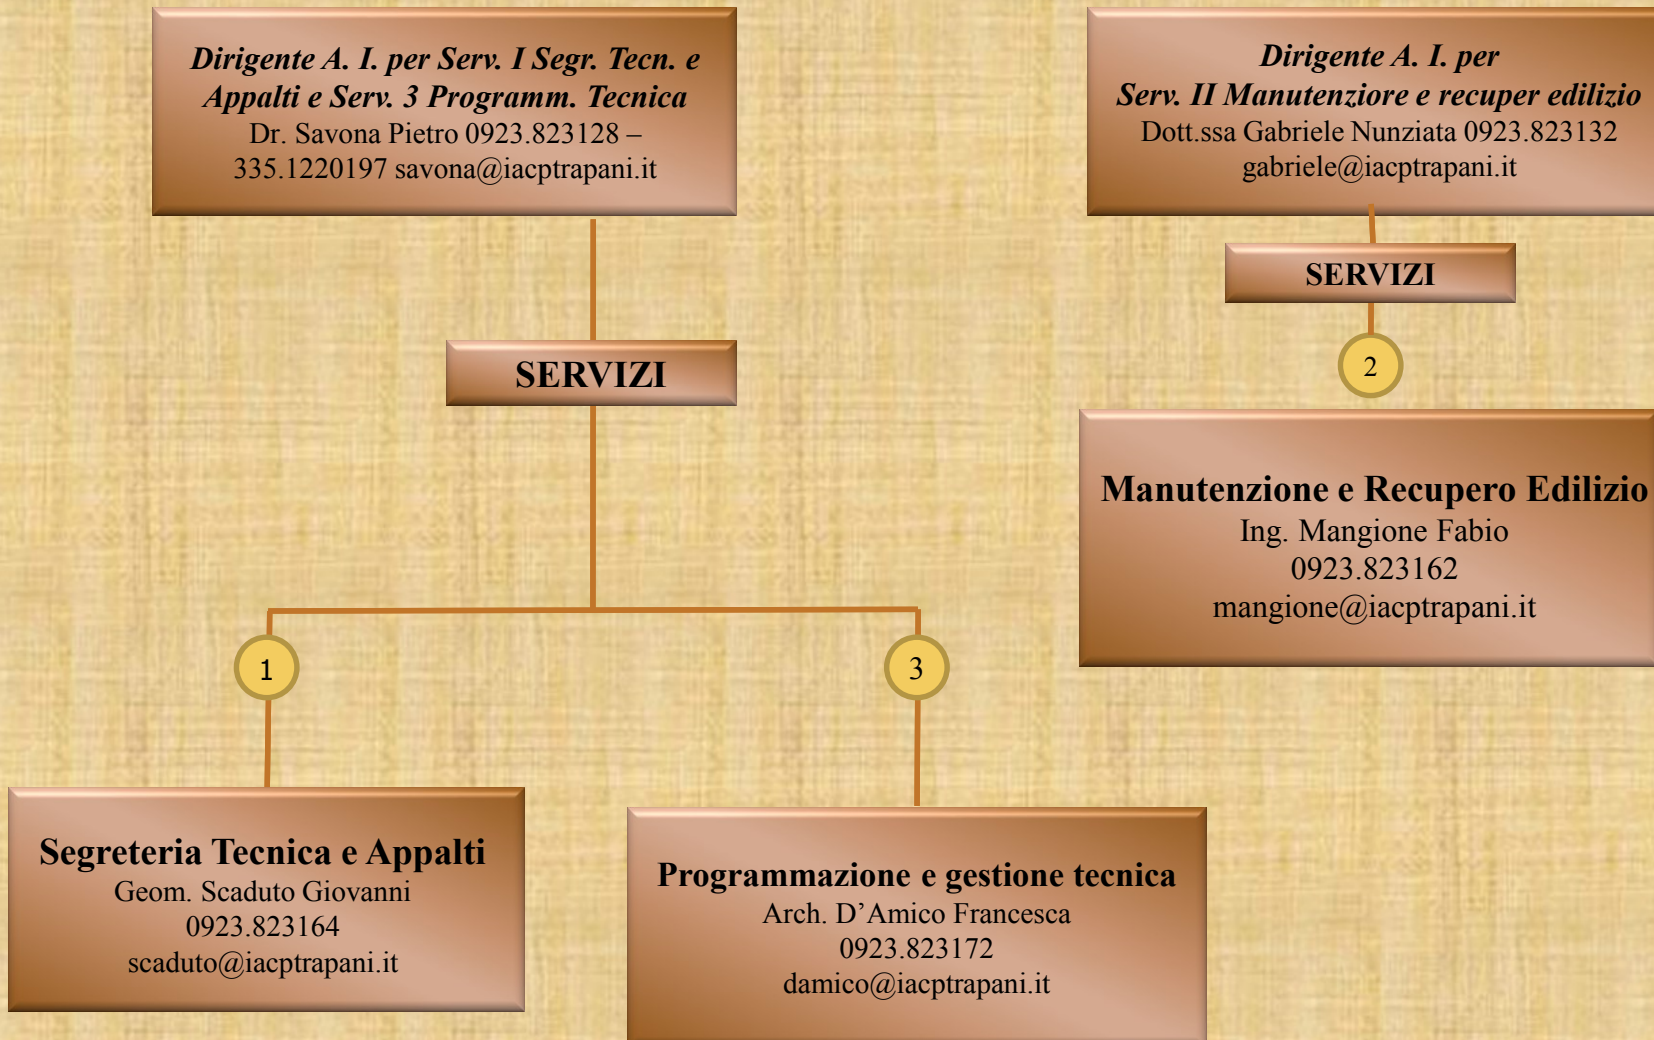 Dirigente A. I. per Serv. I Segr. Tecn. e
Appalti e Serv. 3 Programm. Tecnica
Dr. Savona Pietro 0923.823128 –
335.1220197 savona@iacptrapani.it
Dirigente A. I. per
Serv. II Manutenziore e recuper edilizio
Dott.ssa Gabriele Nunziata 0923.823132
gabriele@iacptrapani.it
SERVIZI
2
SERVIZI
Manutenzione e Recupero Edilizio
Ing. Mangione Fabio
0923.823162
mangione@iacptrapani.it
1
3
Segreteria Tecnica e Appalti
Geom. Scaduto Giovanni
0923.823164
scaduto@iacptrapani.it
Programmazione e gestione tecnica
Arch. D’Amico Francesca
0923.823172
damico@iacptrapani.it